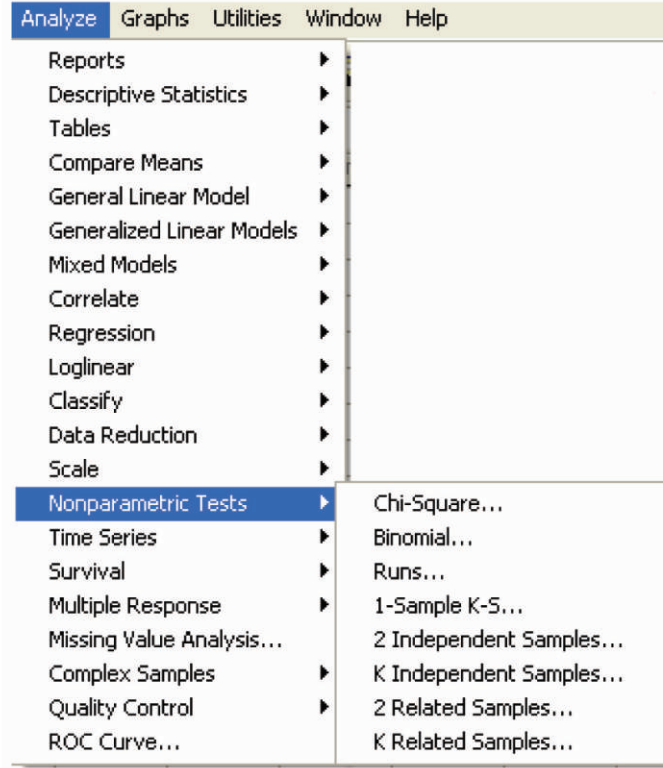 Analyze Graphs Utilities Window Help
Reports
Descriptive Statistics
Tables
Compare Means
General Linear Model
Generalized Linear Models
Mixed Models
Correlate
Regression
Loglinear
Classify
Data Reduction
Scale
Nonparametric Tests
Time Series
Survival
Multiple Response
Missing Value Analysis...
Complex Samples
Quality Control
ROC Curve...
Chi-Square...
Binomial...
Runs...
1-Sample K-S...
2 Independent Samples...
K Independent Samples...
2 Related Samples...
K Related Samples...